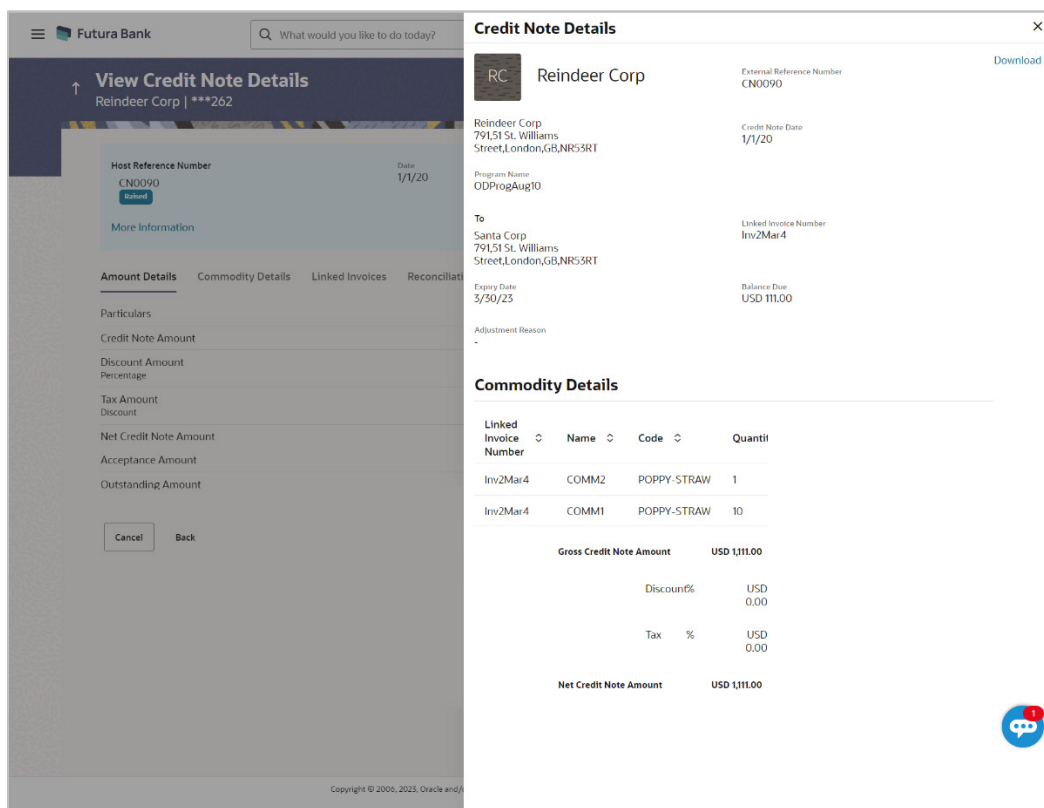 Futura Bank
What would you like to do today?
View Credit Note Details
Reindeer Corp | ***262
Host Reference Number
Date
CN0090
1/1/20
Raised
More Information
Amount Details
Commodity Details
Linked Invoices
Reconciliati
Particulars
Credit Note Amount
Discount Amount
Percentage
Tax Amount
Discount
Net Credit Note Amount
Acceptance Amount
Outstanding Amount
Cancel
Back
Copyright © 2006, 2023, Oracle and/
Credit Note Details
Download
RC
Reindeer Corp
External Reference Number
CN0090
Reindeer Corp
791,51 St. Williams
Street,London,GB,NR53RT
Credit Note Date
1/1/20
Program Name
ODProgAug10
To
Santa Corp
791,51 St. Williams
Street,London,GB,NR53RT
Linked Invoice Number
Inv2Mar4
Expiry Date
3/30/23
Balance Due
USD 111.00
Adjustment Reason
-
Commodity Details
Linked
Invoice
Number
Name
Code
Quantit
Inv2Mar4 COMM2 POPPY-STRAW 1
Inv2Mar4 COMM1 POPPY-STRAW 10
Gross Credit Note Amount USD 1,111.00
Discount% USD
0.00
Tax % USD
0.00
Net Credit Note Amount USD 1,111.00
1